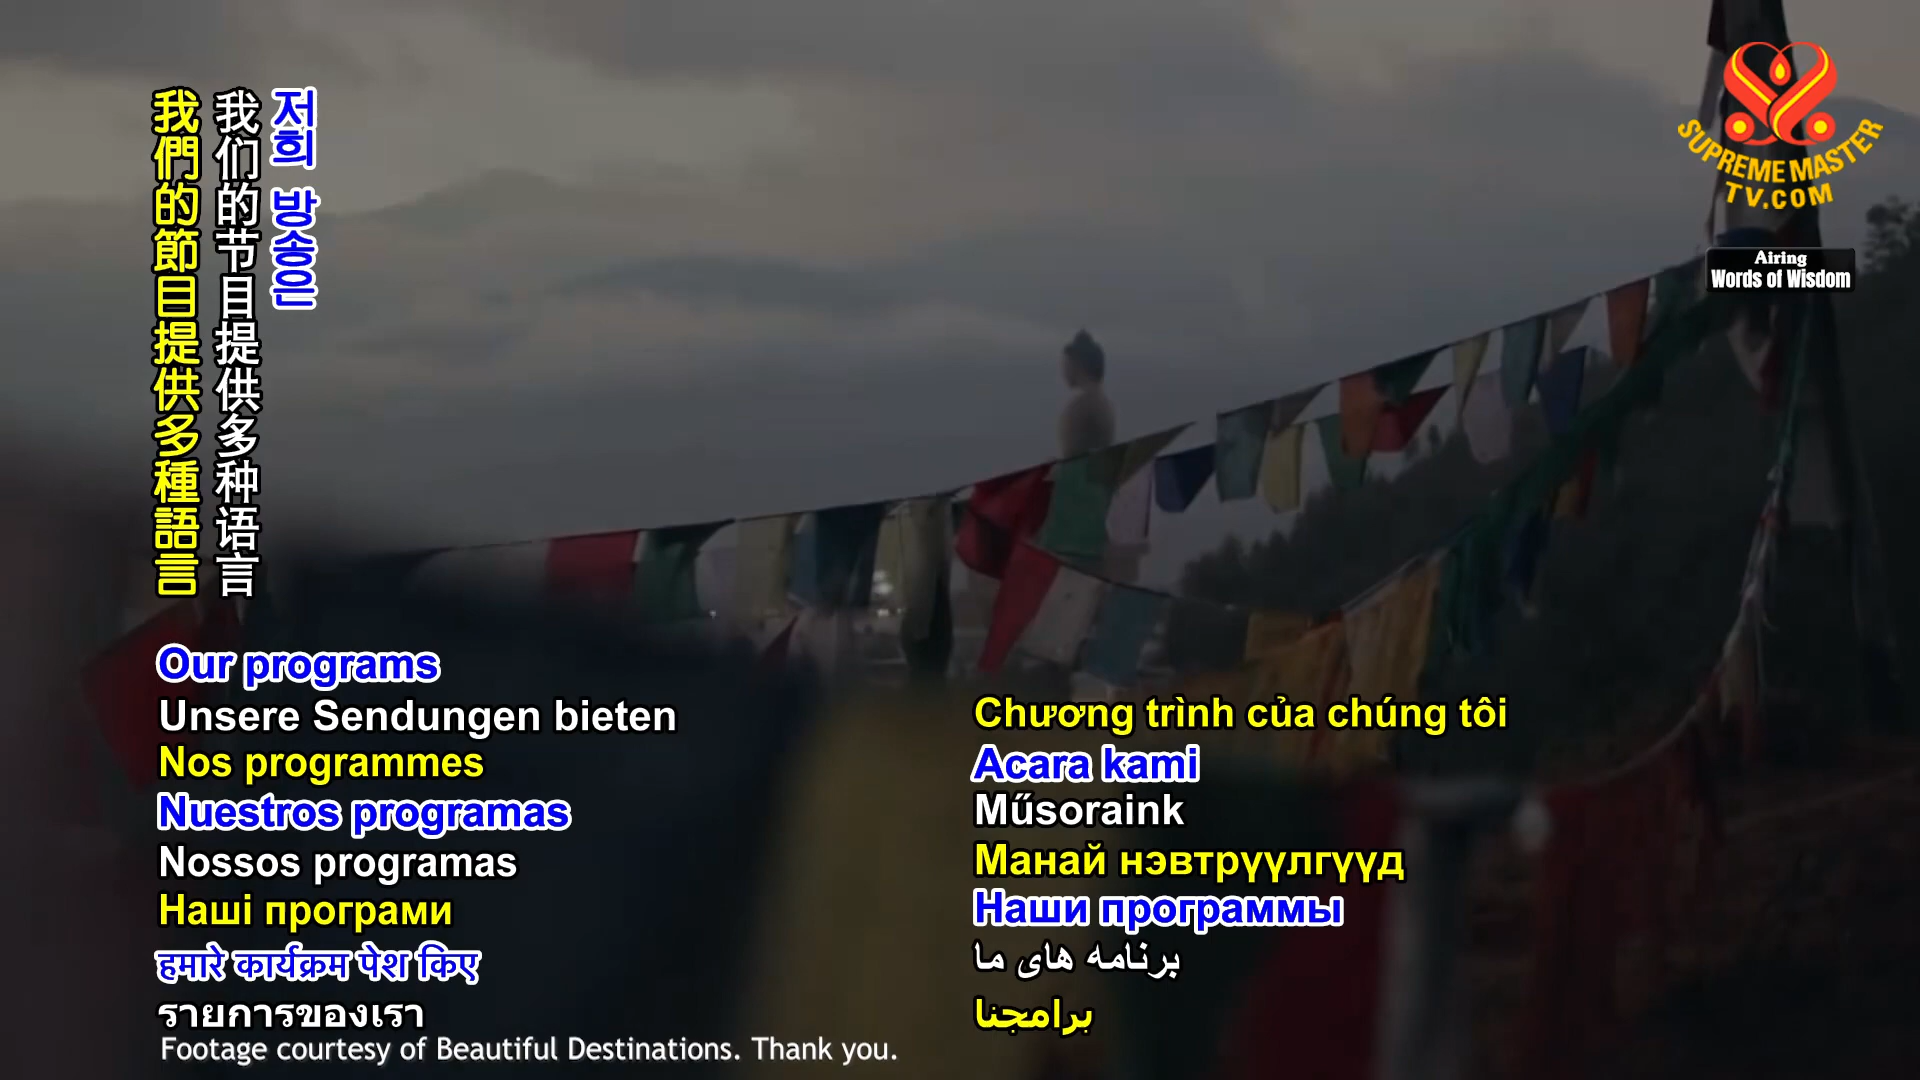 我們的節目提供多種語言
我们的节目提供多种语言
저희 방송은
SUPREME MASTER
TV.COM
Airing
Words of Wisdom
Our programs
Unsere Sendungen bieten
Nos programmes
Nuestros programas
Nossos programas
Наші програми
हमारे कार्यक्रम पेश किए
รายการของเรา
Chương trình của chúng tôi
Acara kami
Műsoraink
Манай нэвтрүүлгүүд
Наши программы
برنامه های ما
برامجنا
Footage courtesy of Beautiful Destinations. Thank you.